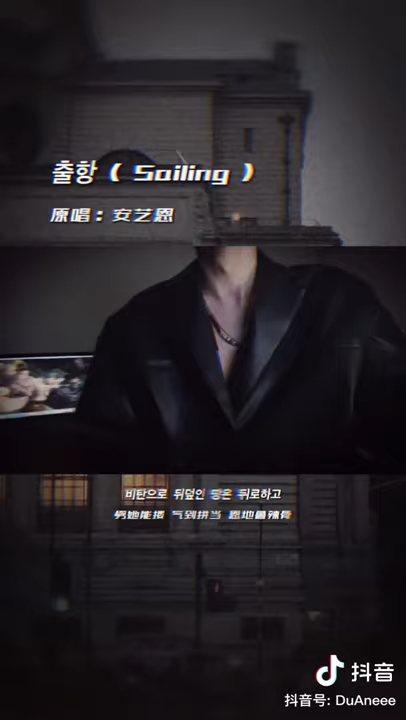 출항 ( Sailing )
原唱：安艺恩
비탄으로 뒤덮인 땅은 뒤로하고
抖音
抖音号: DuAneee